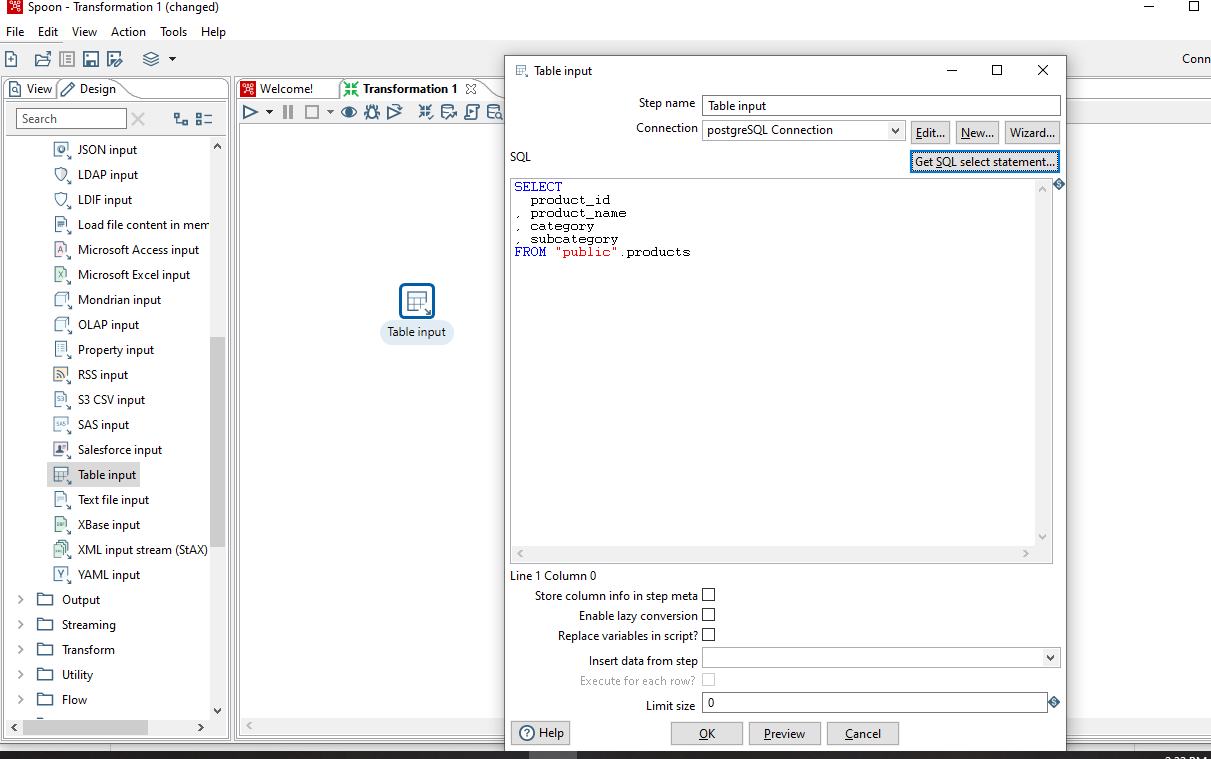 Spoon - Transformation 1 (changed)
File Edit View Action Tools Help
Conn
View Design
Search
JSON input
LDAP input
LDIF input
Load file content in mem
Microsoft Access input
Microsoft Excel input
Mondrian input
OLAP input
Property input
RSS input
S3 CSV input
SAS input
Salesforce input
Table input
Text file input
XBase input
XML input stream (StAX)
YAML input
Output
Streaming
Transform
Utility
Flow
Welcome! Transformation 1
Table input
Table input
Step name Table input
Connection postgreSQL Connection Edit... New... Wizard...
SQL Get SQL select statement...
SELECT
product_id
, product_name
, category
, subcategory
FROM "public".products
Line 1 Column 0
Store column info in step meta
Enable lazy conversion
Replace variables in script?
Insert data from step
Execute for each row?
Limit size 0
Help OK Preview Cancel